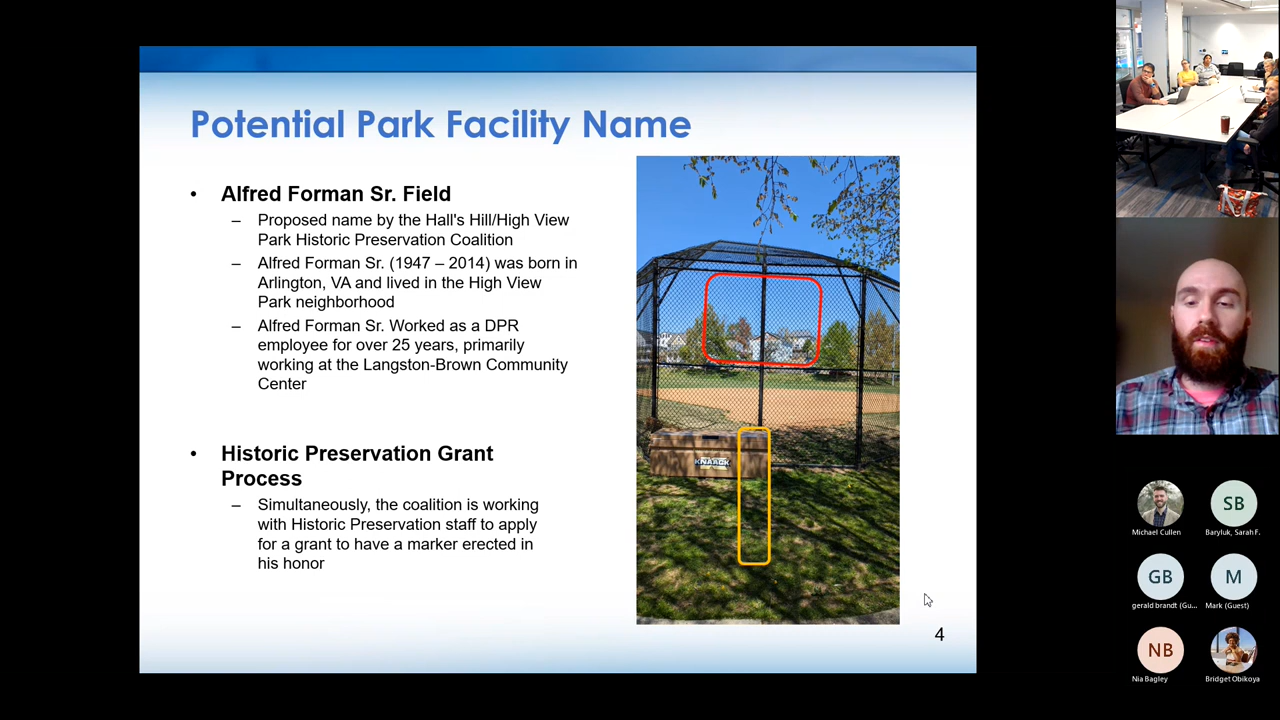 Potential Park Facility Name
• Alfred Forman Sr. Field
– Proposed name by the Hall's Hill/High View
Park Historic Preservation Coalition
– Alfred Forman Sr. (1947 – 2014) was born in
Arlington, VA and lived in the High View
Park neighborhood
– Alfred Forman Sr. Worked as a DPR
employee for over 25 years, primarily
working at the Langston-Brown Community
Center
• Historic Preservation Grant
Process
– Simultaneously, the coalition is working
with Historic Preservation staff to apply
for a grant to have a marker erected in
his honor
KNAACK
4
SB
Michael Cullen
Baryluk, Sarah F.
GB
M
gerald brandt (Gu...
Mark (Guest)
NB
Nia Bagley
Bridget Obikoya